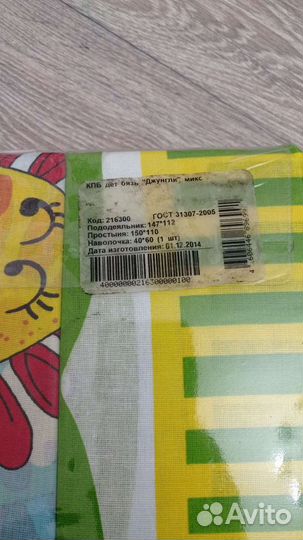 КПБ дет бязь "Джунгли" микс
Код: 216300 ГОСТ 31307-2005
Пододеяльник: 147*112
Простыня: 150*110
Наволочка: 40*60 (1 шт)
Дата изготовления: 01.12.2014
40000000216300000100
Avito